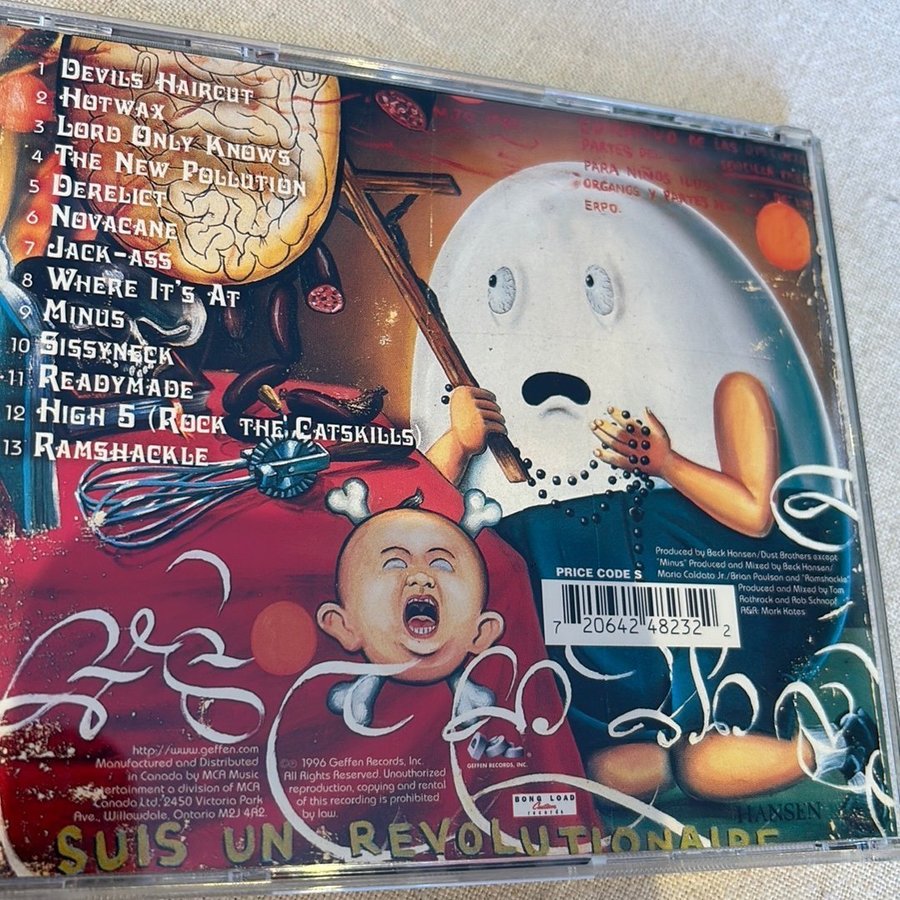 1 Devils Haircut
2 Hotwax
3 Lord Only Knows
4 The New Pollution
5 Derelict
6 Novacane
7 Jack-ass
8 Where It's At
9 Minus
10 Sissyneck
11 Readymade
12 High 5 (Rock the Catskills)
13 Ramshackle
DE LAS
PARTES DEL
PARA NIÑOS
ORGANOS Y PARTES
ERPO.
Produced by Beck Hansen/Dust Brothers except
"Minus" Produced and Mixed by Beck Hansen/
Mario Caldato Jr./Brian Paulson and "Ramshackle"
Produced and Mixed by Tom
Rothrock and Rob Schnapf
A&R: Mark Kates
PRICE CODE S
7 20642 48232 2
http://www.geffen.com
Manufactured and Distributed
in Canada by MCA Music
Entertainment a division of MCA
Canada Ltd. 2450 Victoria Park
Ave., Willowdale, Ontario M2J 4A2.
©℗ 1996 Geffen Records, Inc.
All Rights Reserved. Unauthorized
reproduction, copying and rental
of this recording is prohibited
by law.
GEFFEN RECORDS, INC.
BONG LOAD
Custom
records
HANSEN
SUIS UN REVOLUTIONAIRE